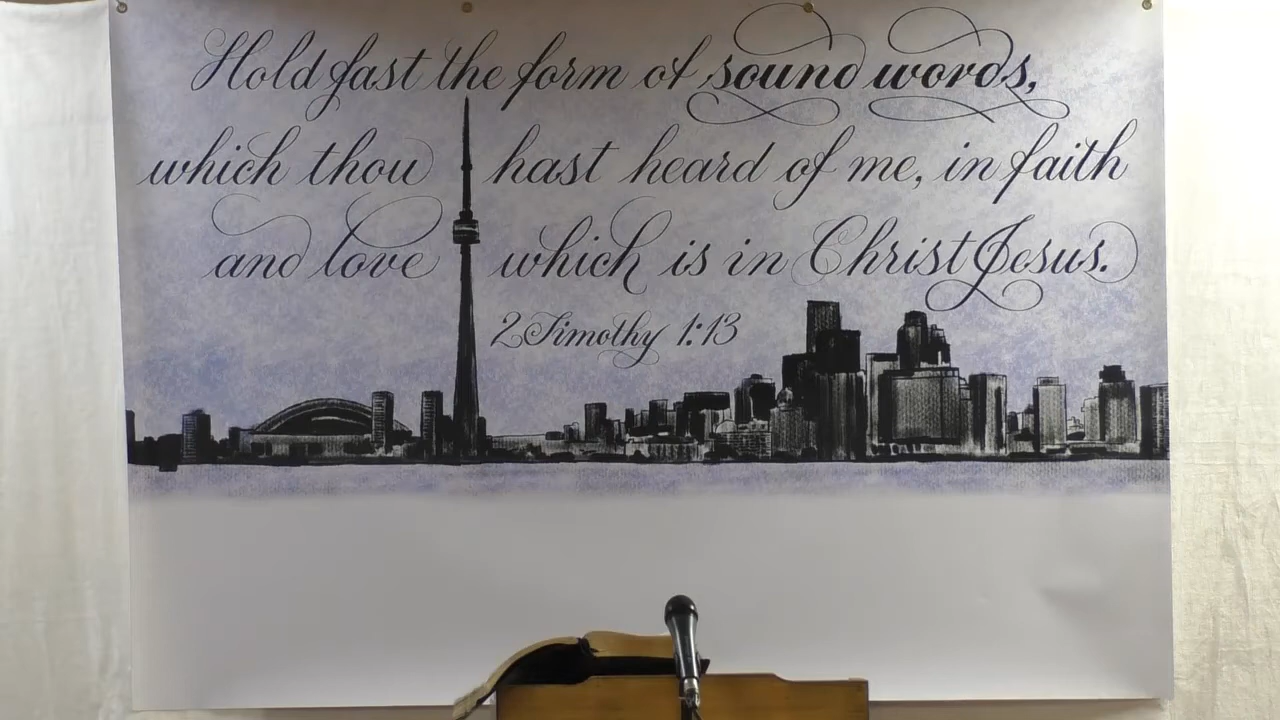 Hold fast the form of sound words,
which thou hast heard of me, in faith
and love which is in Christ Jesus.
2 Timothy 1:13